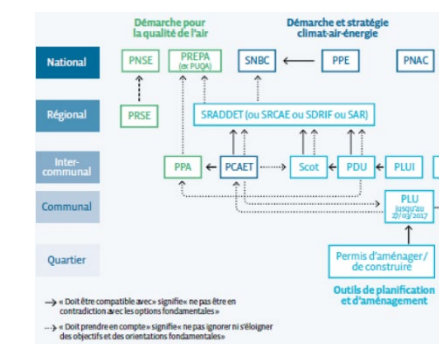 Démarche pour
la qualité de l'air
Démarche et stratégie
climat-air-énergie
National
PNSE
PREPA
(ex PUQA)
SNBC
PPE
PNAC
Régional
PRSE
SRADDET (ou SRCAE ou SDRIF ou SAR)
Inter-
communal
PPA
PCAET
Scot
PDU
PLUI
Communal
PLU
jusqu'au
27/03/2017
Quartier
Permis d'aménager/
de construire
Outils de planification
et d'aménagement
« Doit être compatible avec» signifie« ne pas être en
contradiction avec les options fondamentales »
« Doit prendre en compte» signifie« ne pas ignorer ni s'éloigner
des objectifs et des orientations fondamentales»